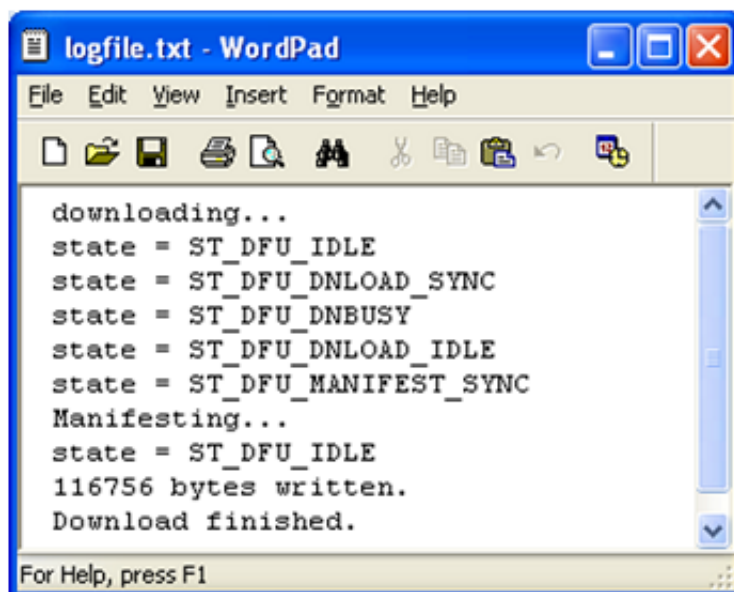 logfile.txt - WordPad
File Edit View Insert Format Help
downloading...
state = ST_DFU_IDLE
state = ST_DFU_DNLOAD_SYNC
state = ST_DFU_DNBUSY
state = ST_DFU_DNLOAD_IDLE
state = ST_DFU_MANIFEST_SYNC
Manifesting...
state = ST_DFU_IDLE
116756 bytes written.
Download finished.
For Help, press F1